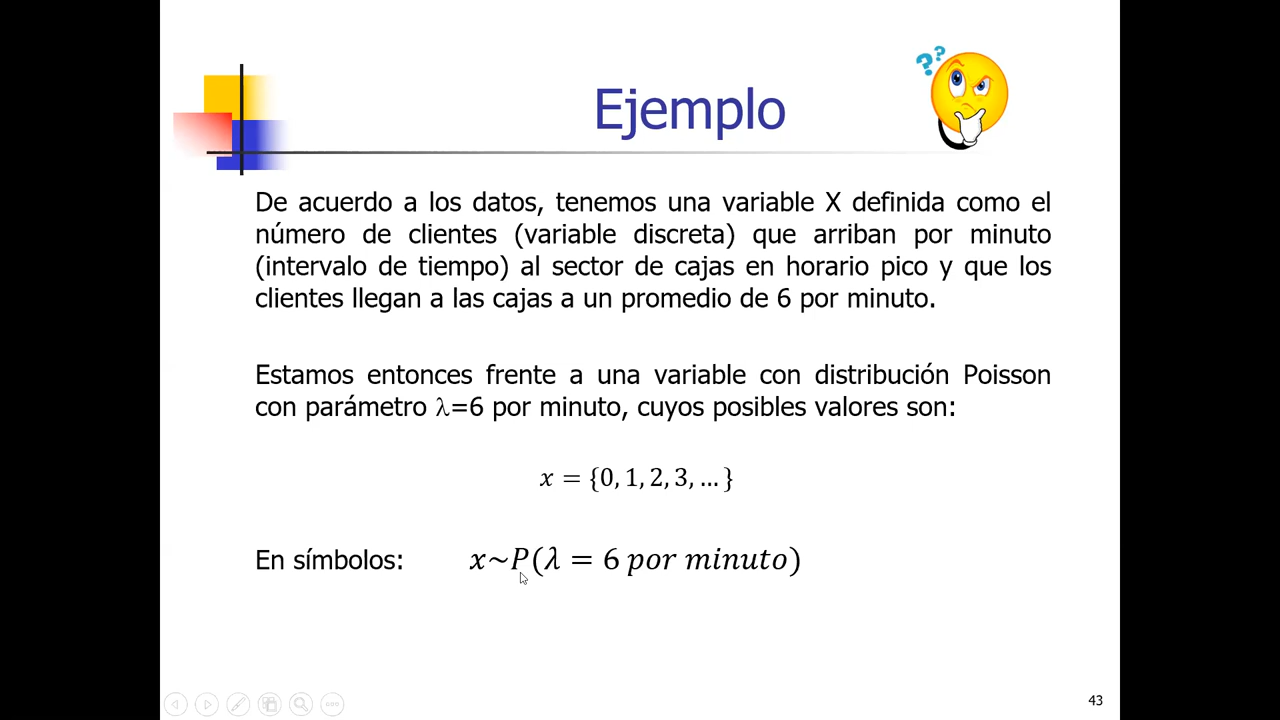 Ejemplo
??
De acuerdo a los datos, tenemos una variable X definida como el
número de clientes (variable discreta) que arriban por minuto
(intervalo de tiempo) al sector de cajas en horario pico y que los
clientes llegan a las cajas a un promedio de 6 por minuto.
Estamos entonces frente a una variable con distribución Poisson
con parámetro λ=6 por minuto, cuyos posibles valores son:
x = {0, 1, 2, 3, … }
En símbolos: x~P(λ = 6 por minuto)
43